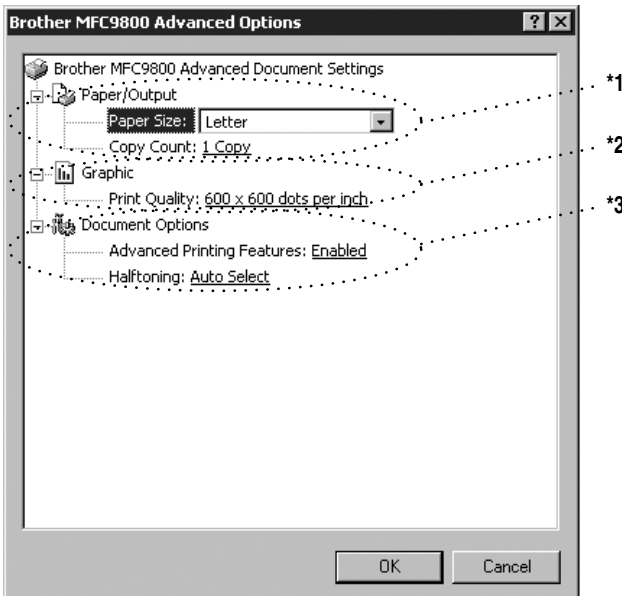 Brother MFC9800 Advanced Options
Brother MFC9800 Advanced Document Settings
Paper/Output
Paper Size: Letter
Copy Count: 1 Copy
Graphic
Print Quality: 600 x 600 dots per inch
Document Options
Advanced Printing Features: Enabled
Halftoning: Auto Select
*1
*2
*3
OK
Cancel